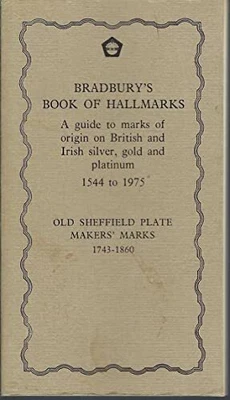 BRADBURY'S
BOOK OF HALLMARKS
A guide to marks of
origin on British and
Irish silver, gold and
platinum
1544 to 1975
OLD SHEFFIELD PLATE
MAKERS' MARKS
1743-1860